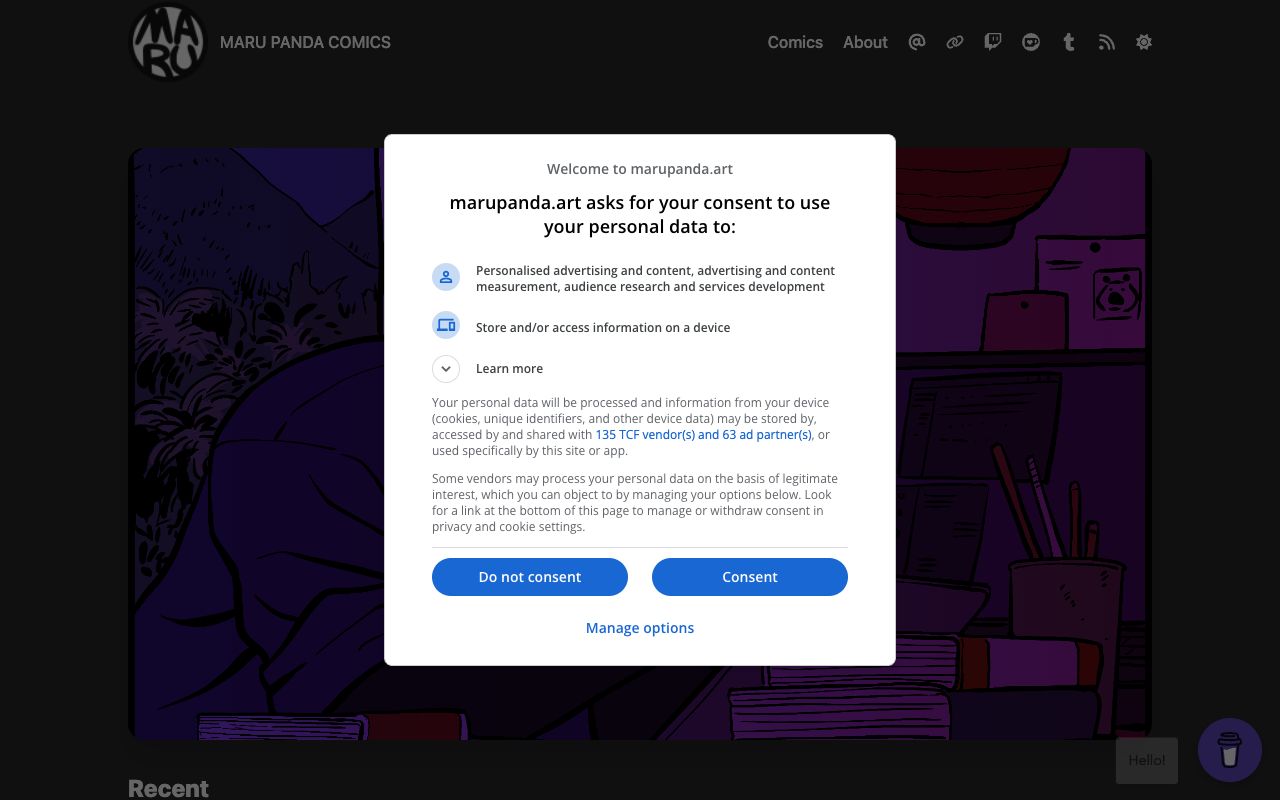 MARU
MARU PANDA COMICS
Comics
About
Welcome to marupanda.art
marupanda.art asks for your consent to use
your personal data to:
Personalised advertising and content, advertising and content
measurement, audience research and services development
Store and/or access information on a device
Learn more
Your personal data will be processed and information from your device
(cookies, unique identifiers, and other device data) may be stored by,
accessed by and shared with 135 TCF vendor(s) and 63 ad partner(s), or
used specifically by this site or app.
Some vendors may process your personal data on the basis of legitimate
interest, which you can object to by managing your options below. Look
for a link at the bottom of this page to manage or withdraw consent in
privacy and cookie settings.
Do not consent
Consent
Manage options
Hello!
Recent